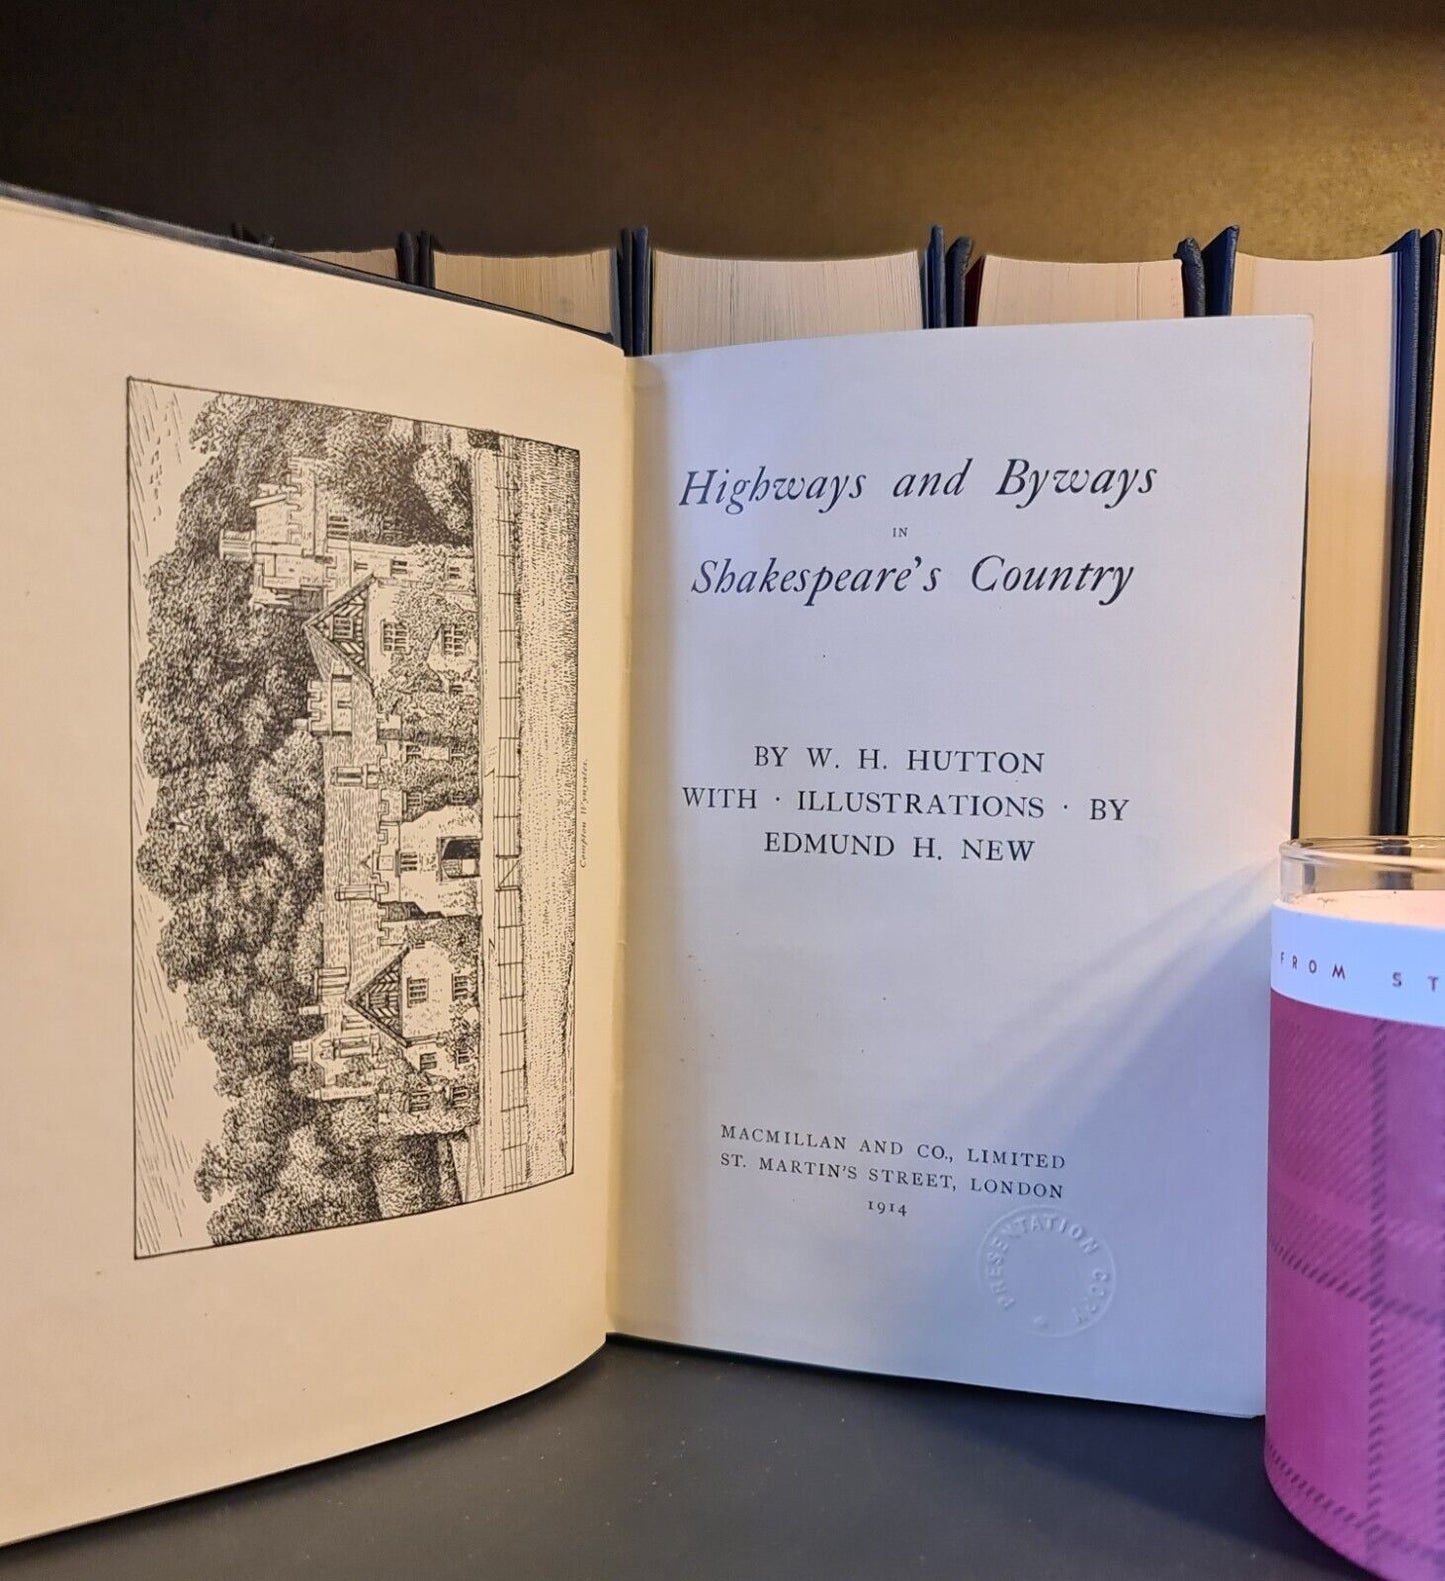 Compton Wynyates.
Highways and Byways
IN
Shakespeare's Country
BY W. H. HUTTON
WITH · ILLUSTRATIONS · BY
EDMUND H. NEW
MACMILLAN AND CO., LIMITED
ST. MARTIN'S STREET, LONDON
1914
PRESENTATION COPY
FROM ST